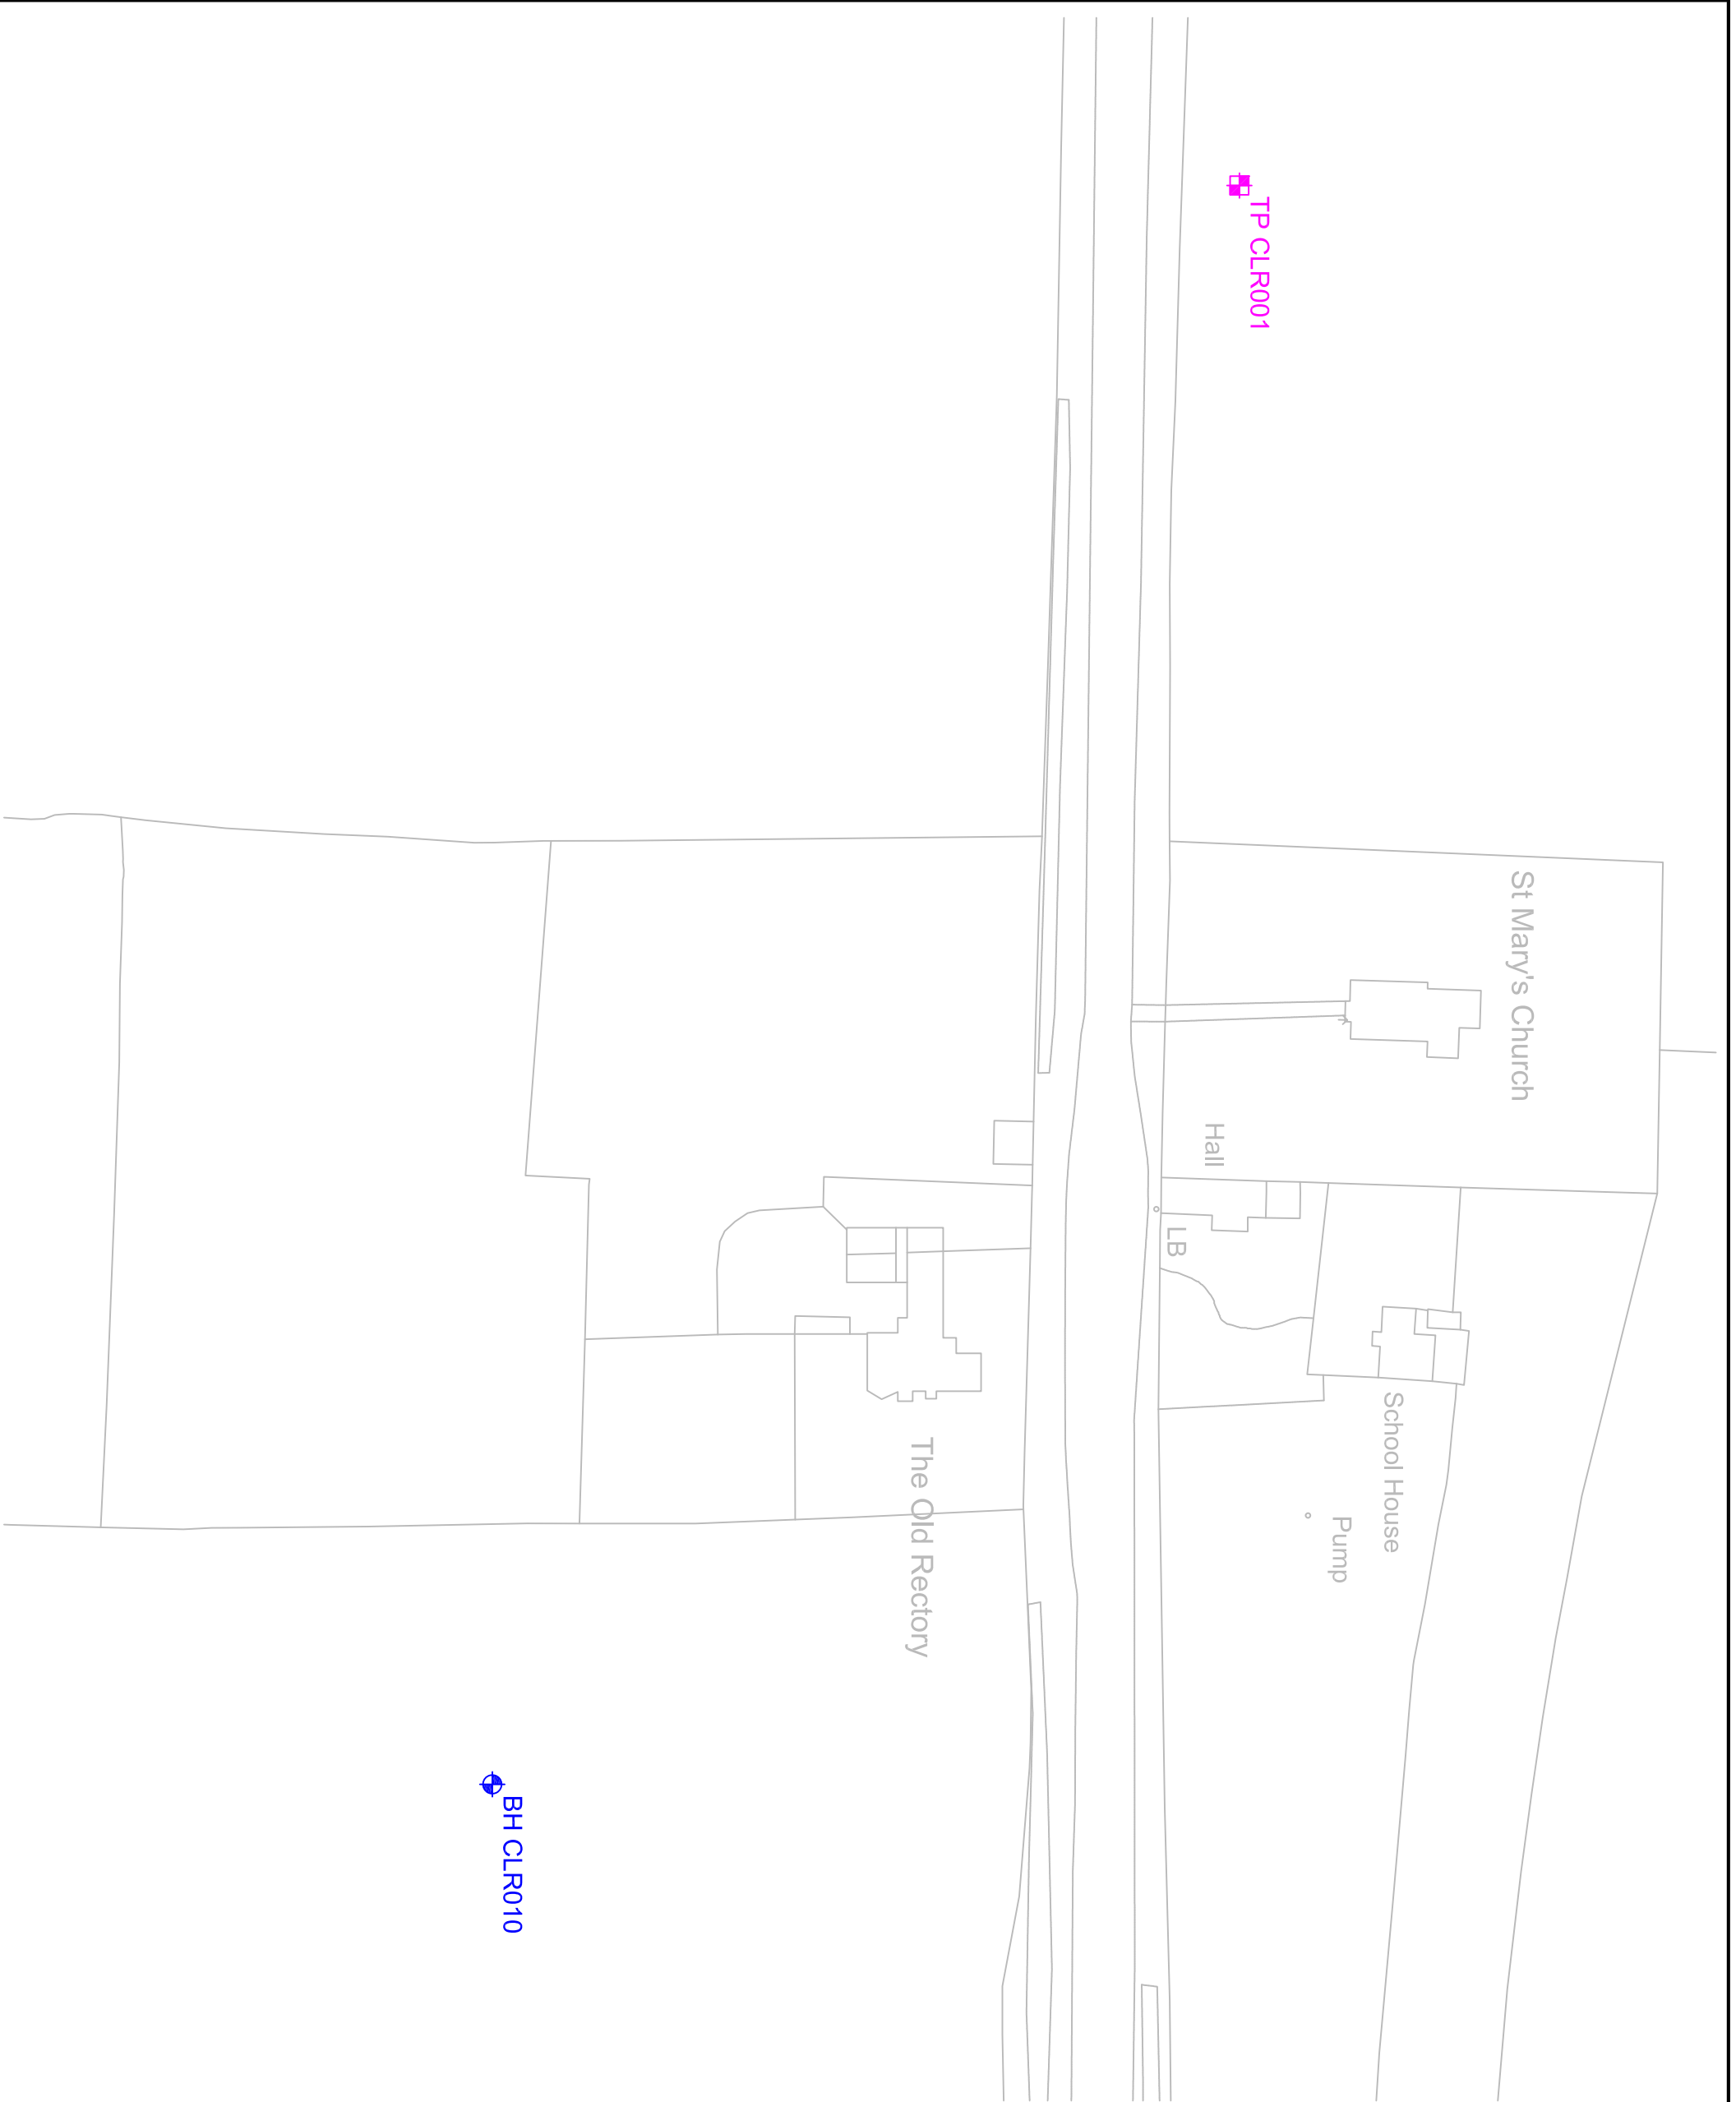 TP CLR001
St Mary's Church
Hall
LB
School House
Pump
The Old Rectory
BH CLR010